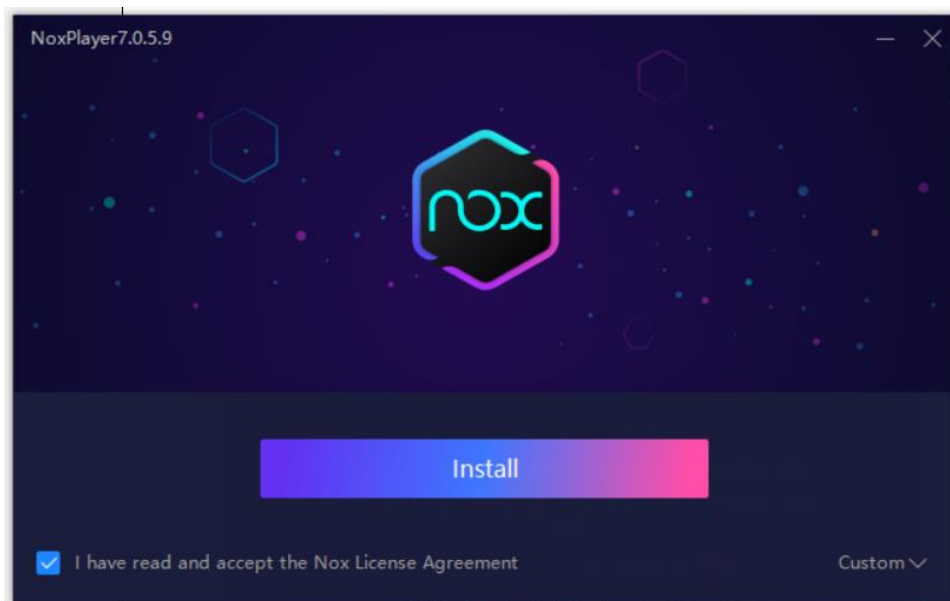 NoxPlayer7.0.5.9
nox
Install
I have read and accept the Nox License Agreement
Custom